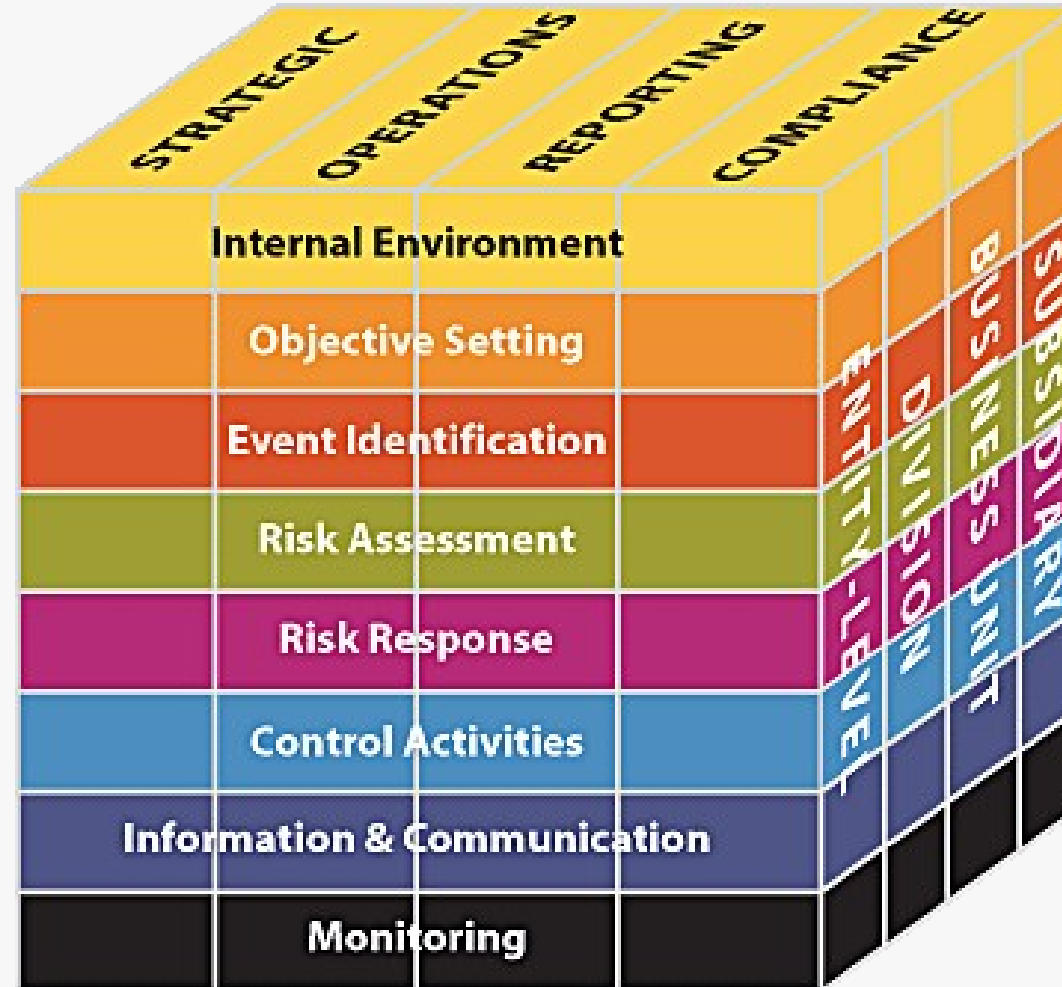 STRATEGIC
OPERATIONS
REPORTING
COMPLIANCE
Internal Environment
Objective Setting
Event Identification
Risk Assessment
Risk Response
Control Activities
Information & Communication
Monitoring
ENTITY-LEVEL
DIVISION
BUSINESS UNIT
SUBSIDIARY